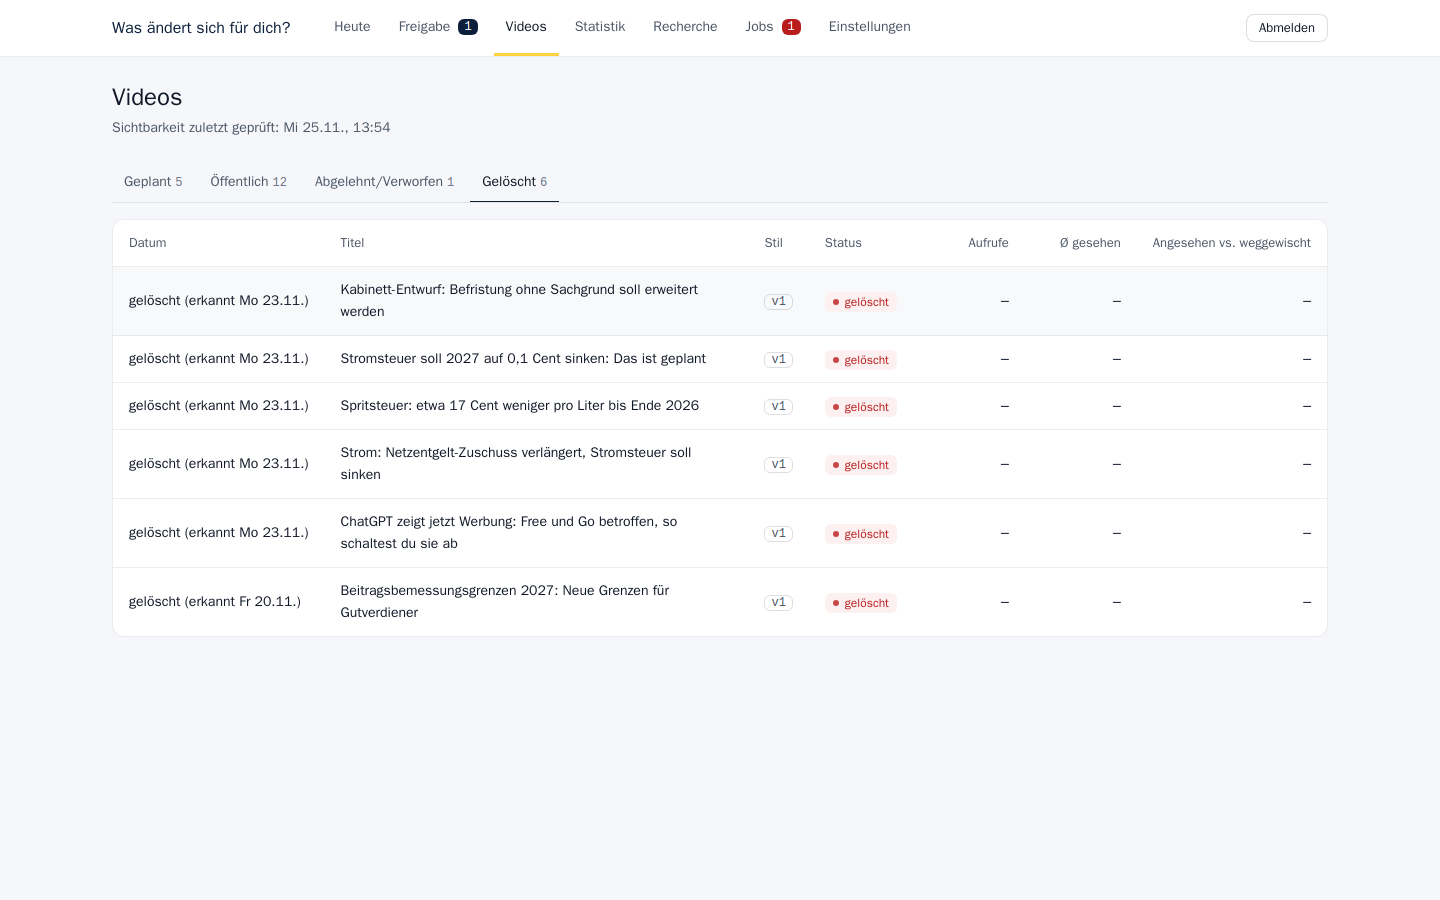 Was ändert sich für dich?
Heute
Freigabe 1
Videos
Statistik
Recherche
Jobs 1
Einstellungen
Abmelden
Videos
Sichtbarkeit zuletzt geprüft: Mi 25.11., 13:54
Geplant 5
Öffentlich 12
Abgelehnt/Verworfen 1
Gelöscht 6
Datum Titel Stil Status Aufrufe Ø gesehen Angesehen vs. weggewischt
gelöscht (erkannt Mo 23.11.) Kabinett-Entwurf: Befristung ohne Sachgrund soll erweitert
werden v1 gelöscht – – –
gelöscht (erkannt Mo 23.11.) Stromsteuer soll 2027 auf 0,1 Cent sinken: Das ist geplant v1 gelöscht – – –
gelöscht (erkannt Mo 23.11.) Spritsteuer: etwa 17 Cent weniger pro Liter bis Ende 2026 v1 gelöscht – – –
gelöscht (erkannt Mo 23.11.) Strom: Netzentgelt-Zuschuss verlängert, Stromsteuer soll
sinken v1 gelöscht – – –
gelöscht (erkannt Mo 23.11.) ChatGPT zeigt jetzt Werbung: Free und Go betroffen, so
schaltest du sie ab v1 gelöscht – – –
gelöscht (erkannt Fr 20.11.) Beitragsbemessungsgrenzen 2027: Neue Grenzen für
Gutverdiener v1 gelöscht – – –